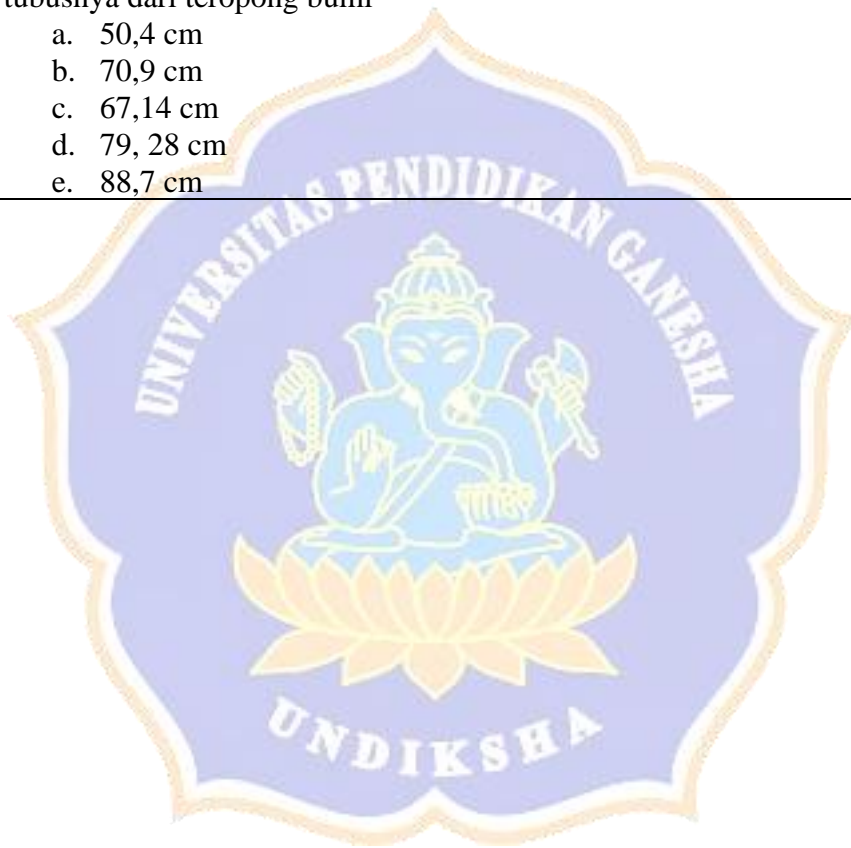 tubusnya dari teropong bumi
a. 50,4 cm
b. 70,9 cm
c. 67,14 cm
d. 79, 28 cm
e. 88,7 cm
UNIVERSITAS PENDIDIKAN GANESHA
UNDIKSHA